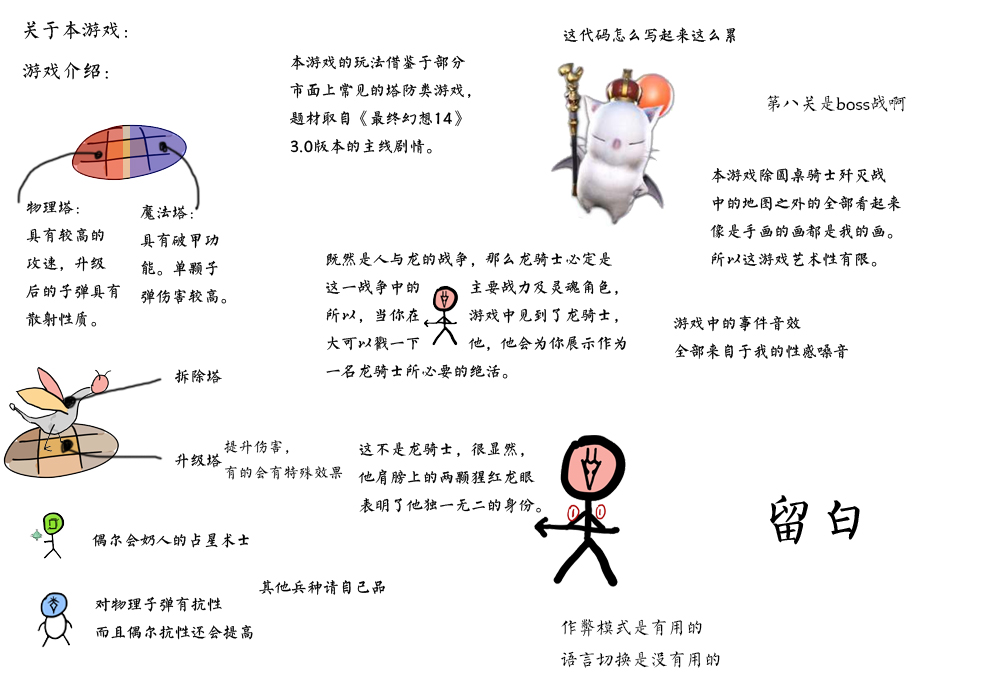 关于本游戏：
游戏介绍：
本游戏的玩法借鉴于部分
市面上常见的塔防类游戏，
题材取自《最终幻想14》
3.0版本的主线剧情。
这代码怎么写起来这么累
第八关是boss战啊
物理塔：
具有较高的
攻速，升级
后的子弹具有
散射性质。
魔法塔：
具有破甲功
能。单颗子
弹伤害较高。
本游戏除圆桌骑士歼灭战
中的地图之外的全部看起来
像是手画的画都是我的画。
所以这游戏艺术性有限。
既然是人与龙的战争，那么龙骑士必定是
这一战争中的 主要战力及灵魂角色，
所以，当你在 游戏中见到了龙骑士，
大可以戳一下 他，他会为你展示作为
一名龙骑士所必要的绝活。
游戏中的事件音效
全部来自于我的性感嗓音
拆除塔
升级塔
提升伤害，
有的会有特殊效果
这不是龙骑士，很显然，
他肩膀上的两颗猩红龙眼
表明了他独一无二的身份。
留白
偶尔会奶人的占星术士
其他兵种请自己品
对物理子弹有抗性
而且偶尔抗性还会提高
作弊模式是有用的
语言切换是没有用的